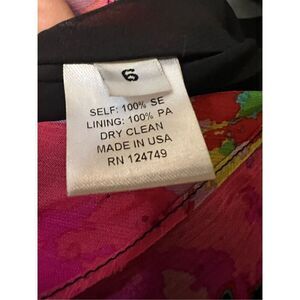 6
SELF: 100% SE
LINING: 100% PA
DRY CLEAN
MADE IN USA
RN 124749